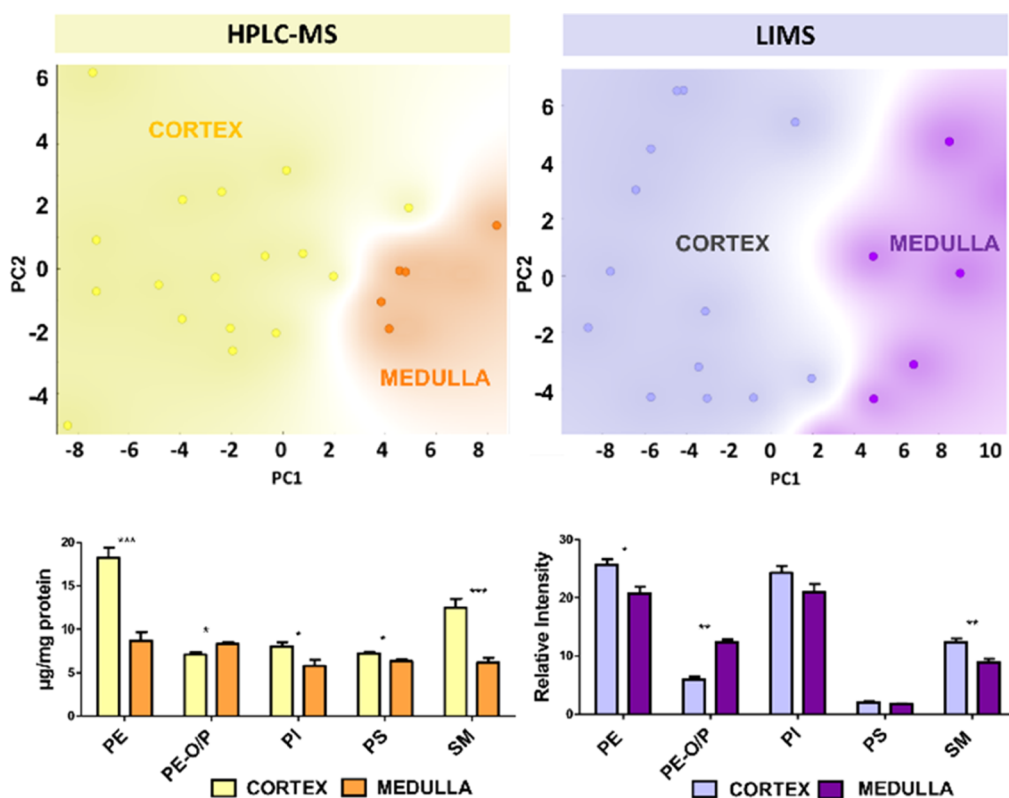 HPLC-MS
LIMS
6
4
2
0
-2
-4
PC2
CORTEX
MEDULLA
-8 -6 -4 -2 0 2 4 6 8
PC1
6
4
2
0
-2
-4
PC2
CORTEX
MEDULLA
-8 -6 -4 -2 0 2 4 6 8 10
PC1
20
15
10
5
0
µg/mg protein
***
*
*
*
***
PE
PE-O/P
PI
PS
SM
CORTEX MEDULLA
30
20
10
0
Relative Intensity
*
**
**
PE
PE-O/P
PI
PS
SM
CORTEX MEDULLA